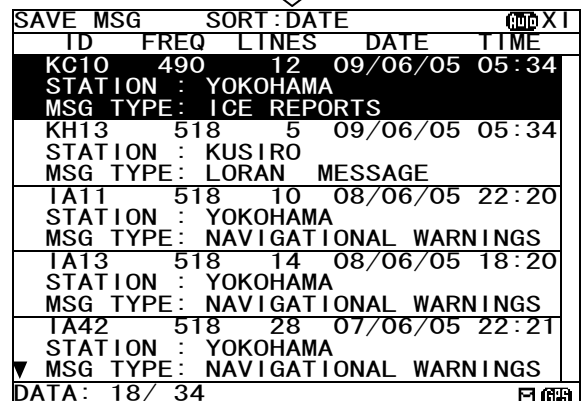 SAVE MSG SORT:DATE AUTO XI
ID FREQ LINES DATE TIME
KC10 490 12 09/06/05 05:34
STATION : YOKOHAMA
MSG TYPE: ICE REPORTS
KH13 518 5 09/06/05 05:34
STATION : KUSIRO
MSG TYPE: LORAN MESSAGE
IA11 518 10 08/06/05 22:20
STATION : YOKOHAMA
MSG TYPE: NAVIGATIONAL WARNINGS
IA13 518 14 08/06/05 18:20
STATION : YOKOHAMA
MSG TYPE: NAVIGATIONAL WARNINGS
IA42 518 28 07/06/05 22:21
STATION : YOKOHAMA
▼ MSG TYPE: NAVIGATIONAL WARNINGS
DATA: 18/ 34 GPS